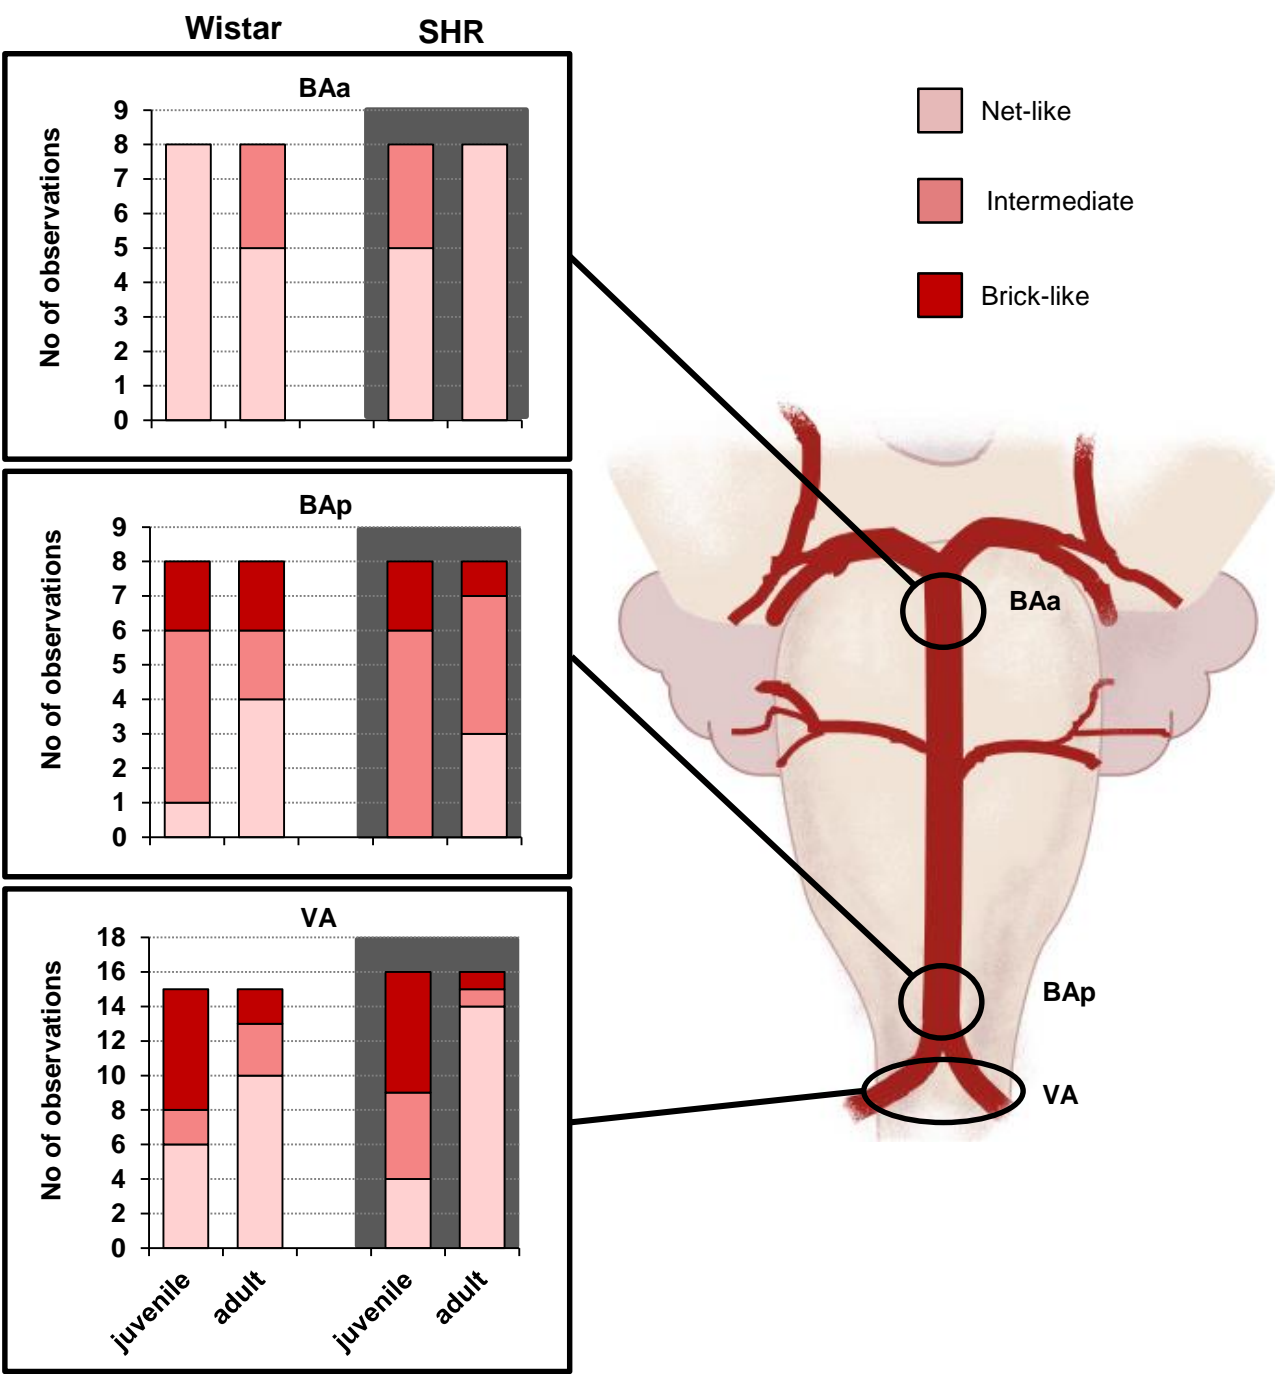 Wistar SHR
BAa
No of observations
9
8
7
6
5
4
3
2
1
0
BAp
No of observations
9
8
7
6
5
4
3
2
1
0
VA
No of observations
18
16
14
12
10
8
6
4
2
0
juvenile adult juvenile adult
Net-like
Intermediate
Brick-like
BAa
BAp
VA